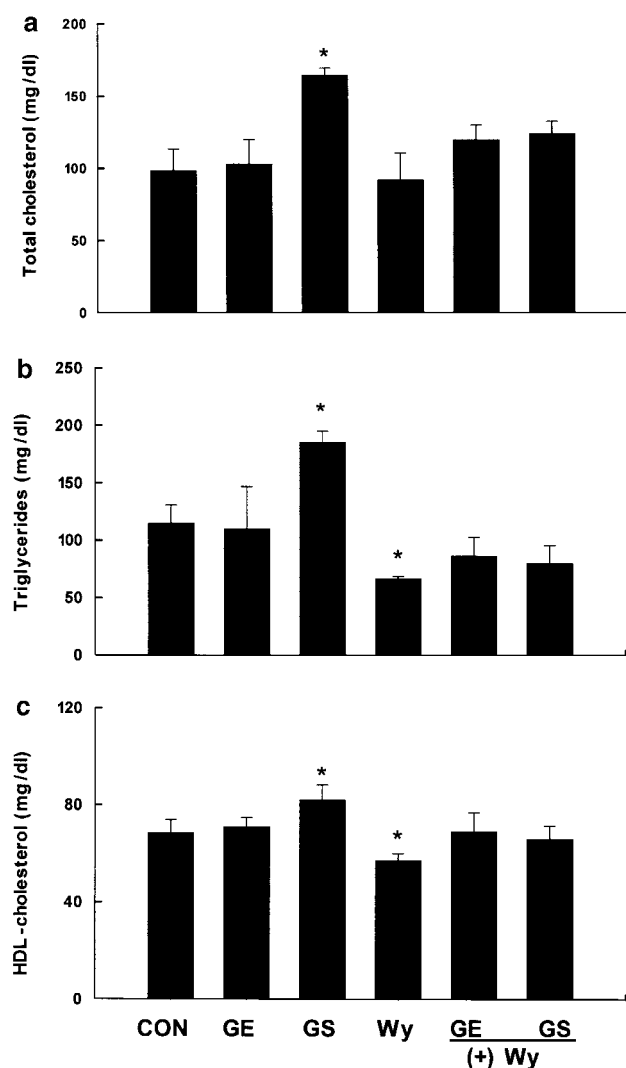 a
Total cholesterol (mg/dl)
200
150
100
50
0
*
b
Triglycerides (mg/dl)
250
200
150
100
50
0
*
*
c
HDL-cholesterol (mg/dl)
120
80
40
0
*
*
CON GE GS Wy GE GS
(+) Wy